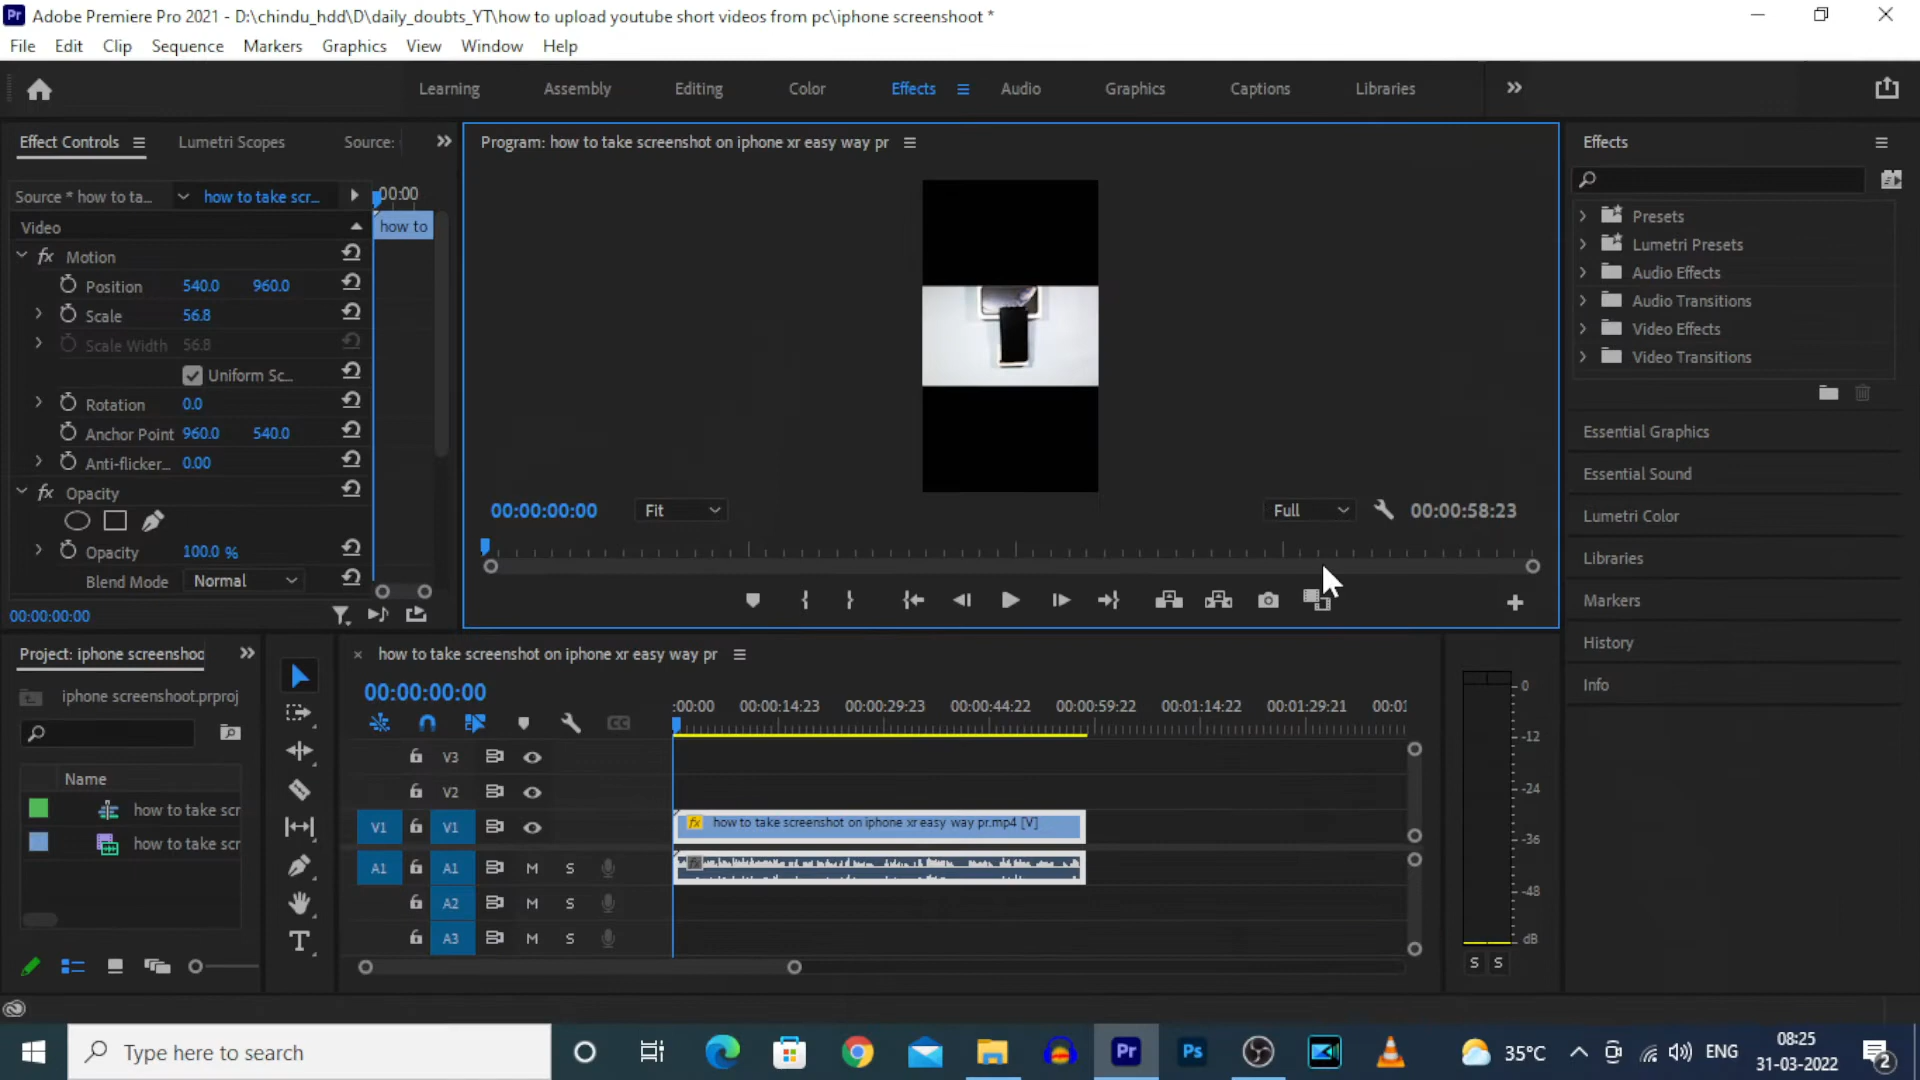 Pr Adobe Premiere Pro 2021 - D:\chindu_hdd\D\daily_doubts_YT\how to upload youtube short videos from pc\iphone screenshoot *
File Edit Clip Sequence Markers Graphics View Window Help
Learning Assembly Editing Color Effects Audio Graphics Captions Libraries
Effect Controls Lumetri Scopes Source:
Source * how to ta... how to take scr... :00:00
Video how to
fx Motion
Position 540.0 960.0
Scale 56.8
Scale Width 56.8
Uniform Sc...
Rotation 0.0
Anchor Point 960.0 540.0
Anti-flicker... 0.00
fx Opacity
Opacity 100.0 %
Blend Mode Normal
00:00:00:00
Program: how to take screenshot on iphone xr easy way pr
00:00:00:00 Fit Full 00:00:58:23
Effects
Presets
Lumetri Presets
Audio Effects
Audio Transitions
Video Effects
Video Transitions
Essential Graphics
Essential Sound
Lumetri Color
Libraries
Markers
History
Info
Project: iphone screenshoo
iphone screenshoot.prproj
Name
how to take scr
how to take scr
T
× how to take screenshot on iphone xr easy way pr
00:00:00:00
:00:00 00:00:14:23 00:00:29:23 00:00:44:22 00:00:59:22 00:01:14:22 00:01:29:21 00:01
CC
V3
V2
V1 V1 fx how to take screenshot on iphone xr easy way pr.mp4 [V]
A1 A1 M S fx
A2 M S
A3 M S
0
-12
-24
-36
-48
dB
S S
Type here to search Pr Ps 35°C ENG 08:25
31-03-2022 2